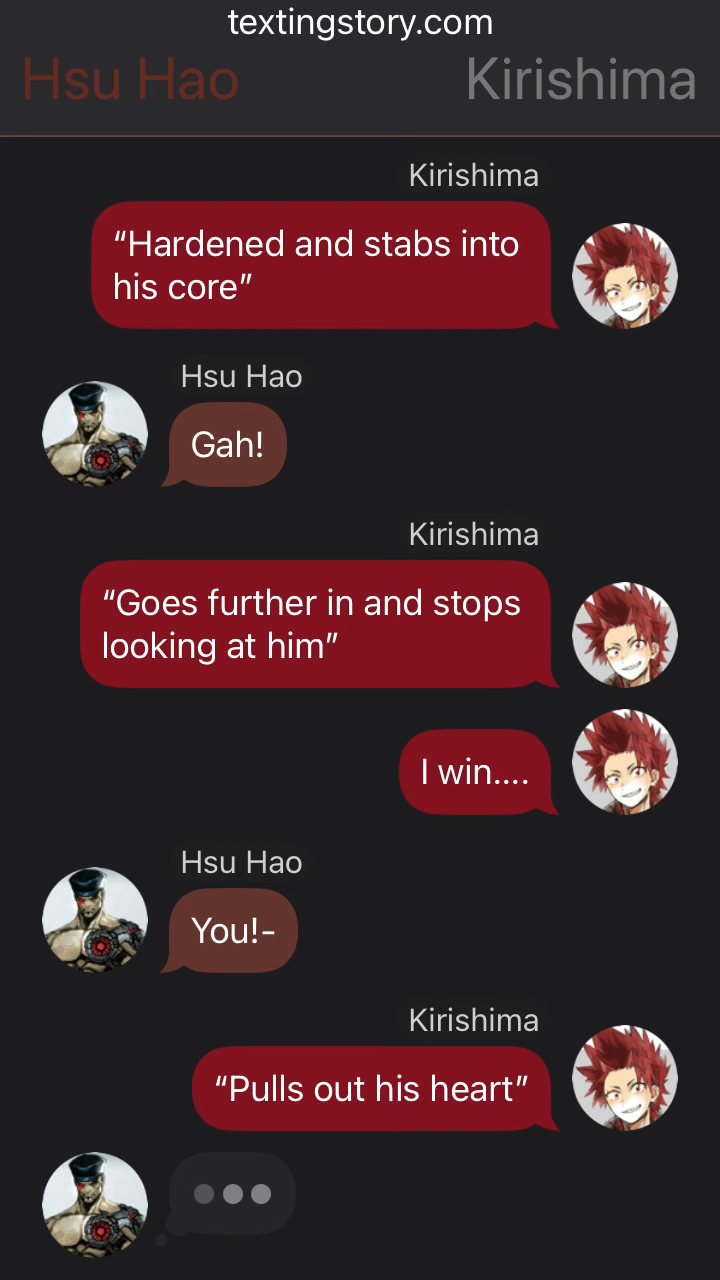 textingstory.com
Hsu Hao Kirishima
Kirishima
“Hardened and stabs into
his core”
Hsu Hao
Gah!
Kirishima
“Goes further in and stops
looking at him”
I win....
Hsu Hao
You!-
Kirishima
“Pulls out his heart”